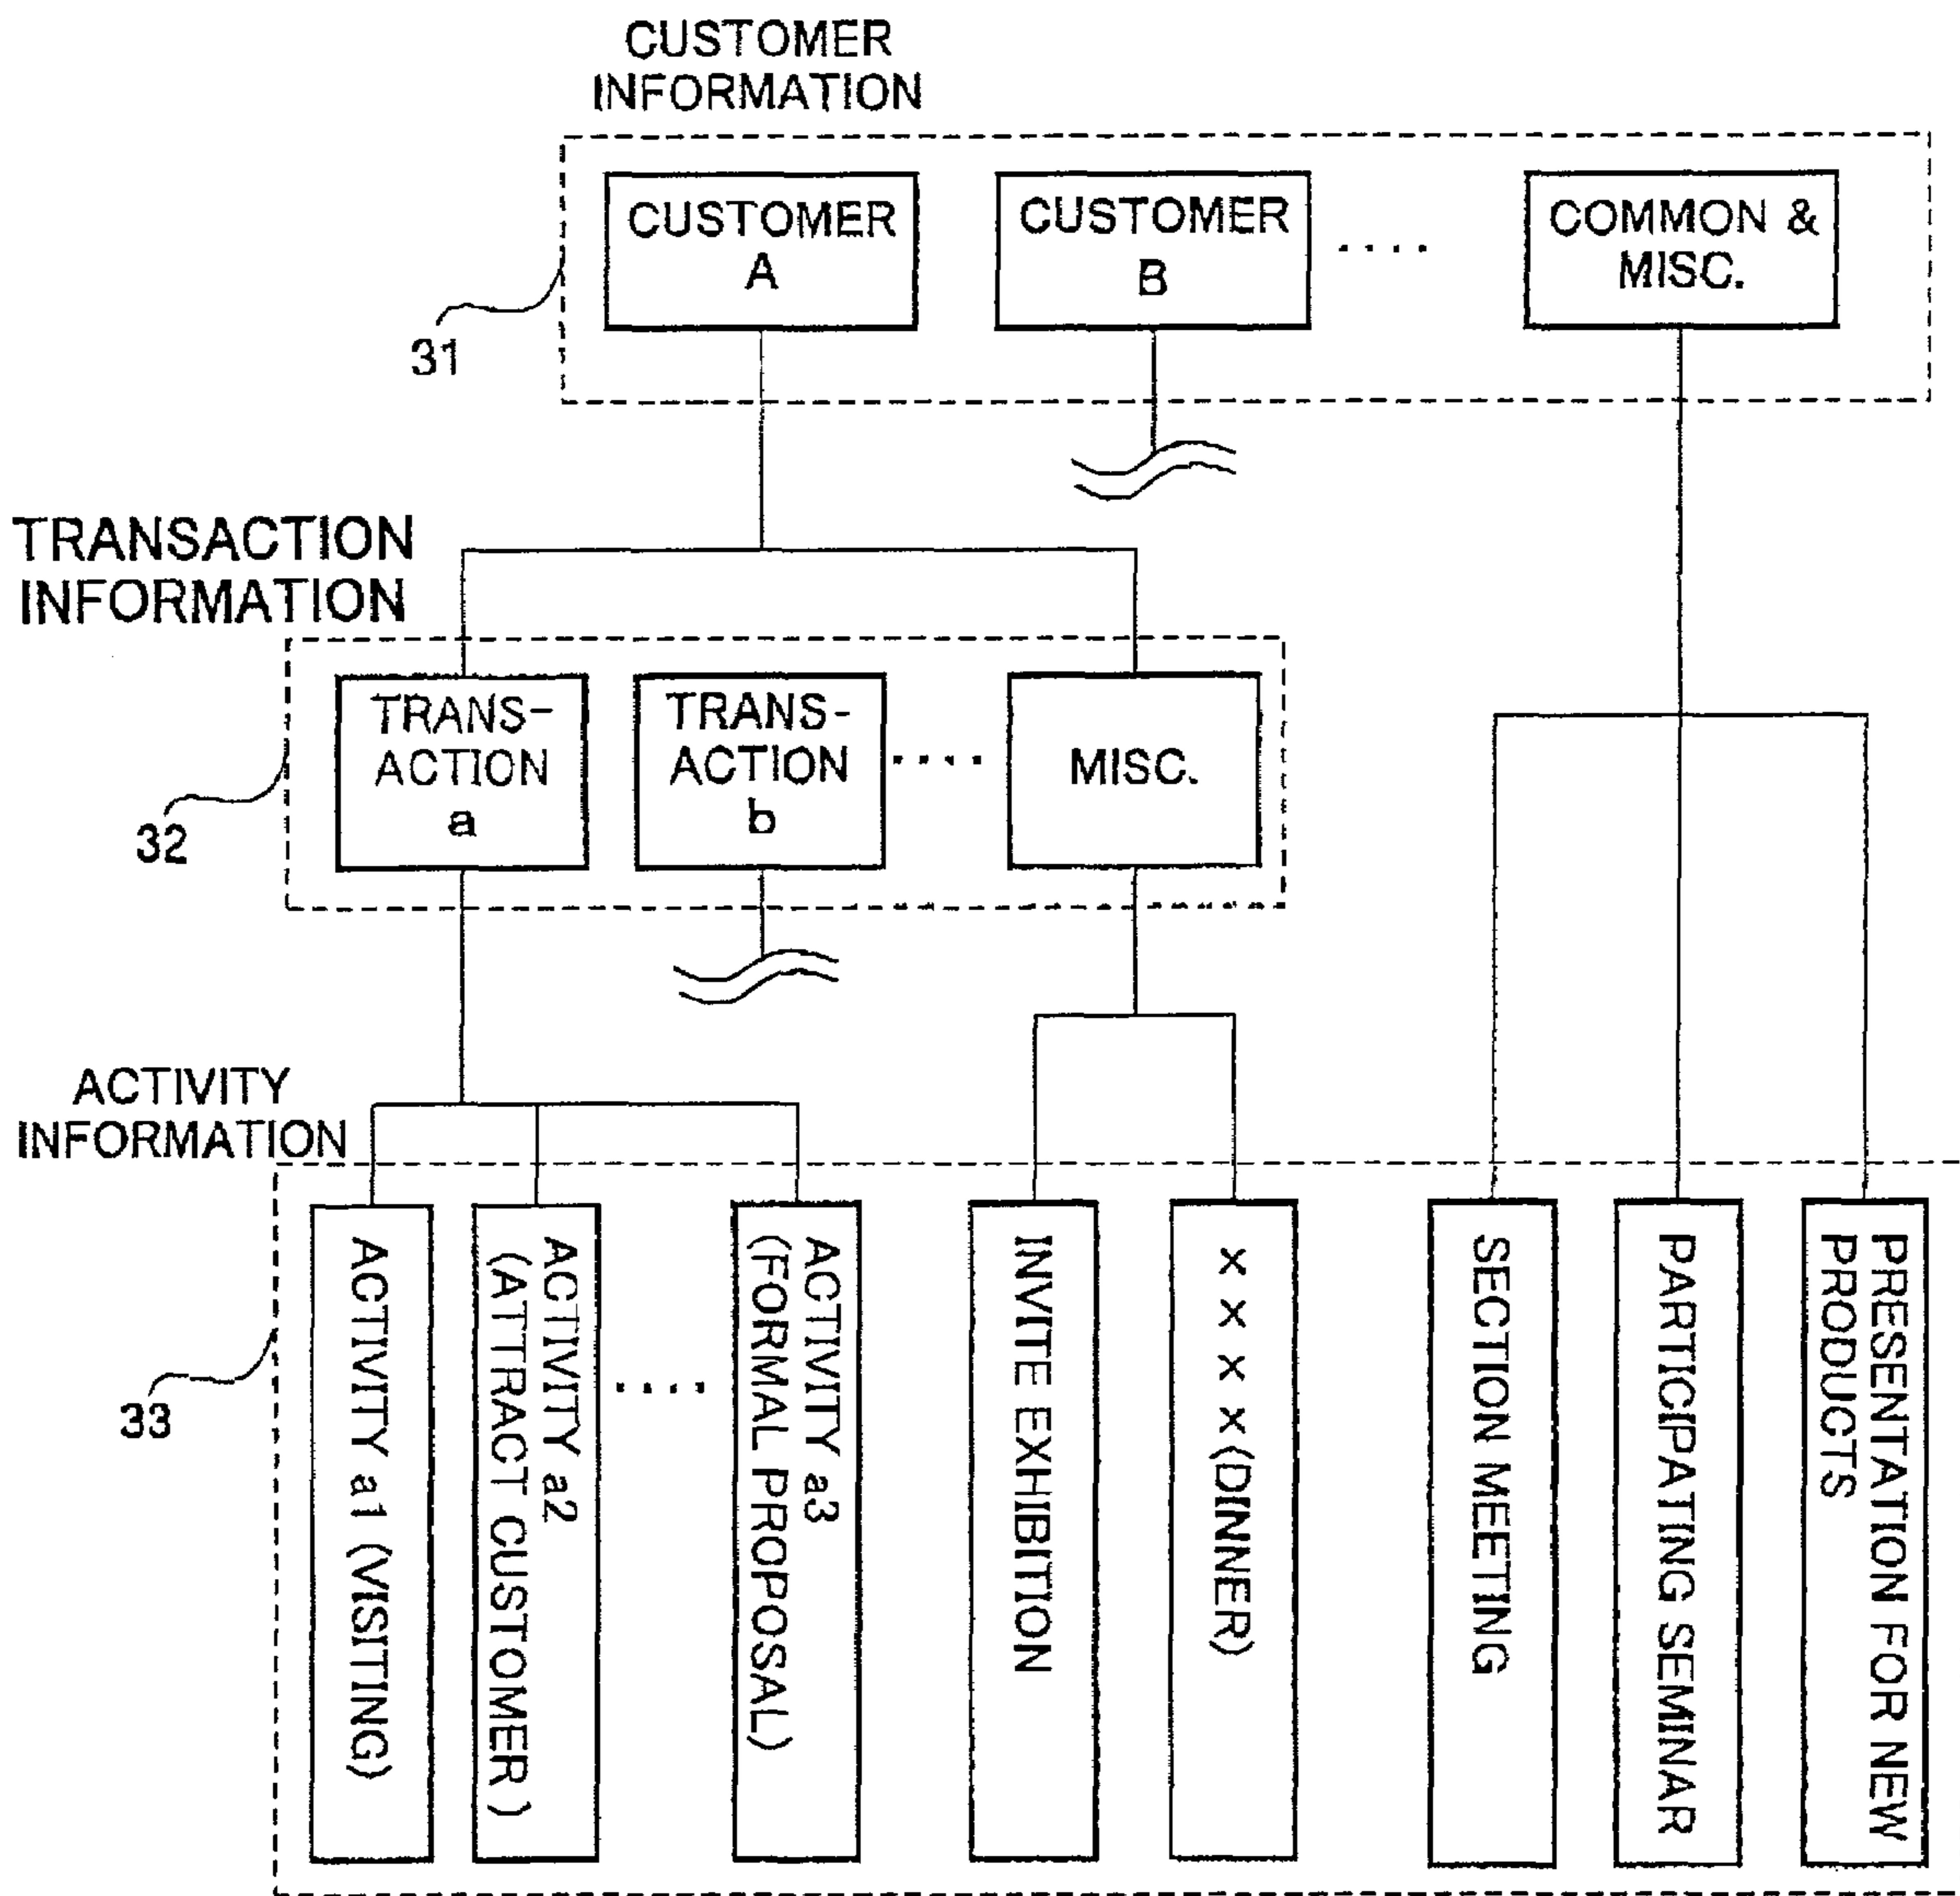 CUSTOMER
INFORMATION
CUSTOMER
A
CUSTOMER
B
....
COMMON &
MISC.
31
TRANSACTION
INFORMATION
TRANS-
ACTION
a
TRANS-
ACTION
b
....
MISC.
32
ACTIVITY
INFORMATION
ACTIVITY a1 (VISITING)
ACTIVITY a2
(ATTRACT CUSTOMER)
....
ACTIVITY a3
(FORMAL PROPOSAL)
INVITE EXHIBITION
x x x x (DINNER)
SECTION MEETING
PARTICIPATING SEMINAR
PRESENTATION FOR NEW
PRODUCTS
33